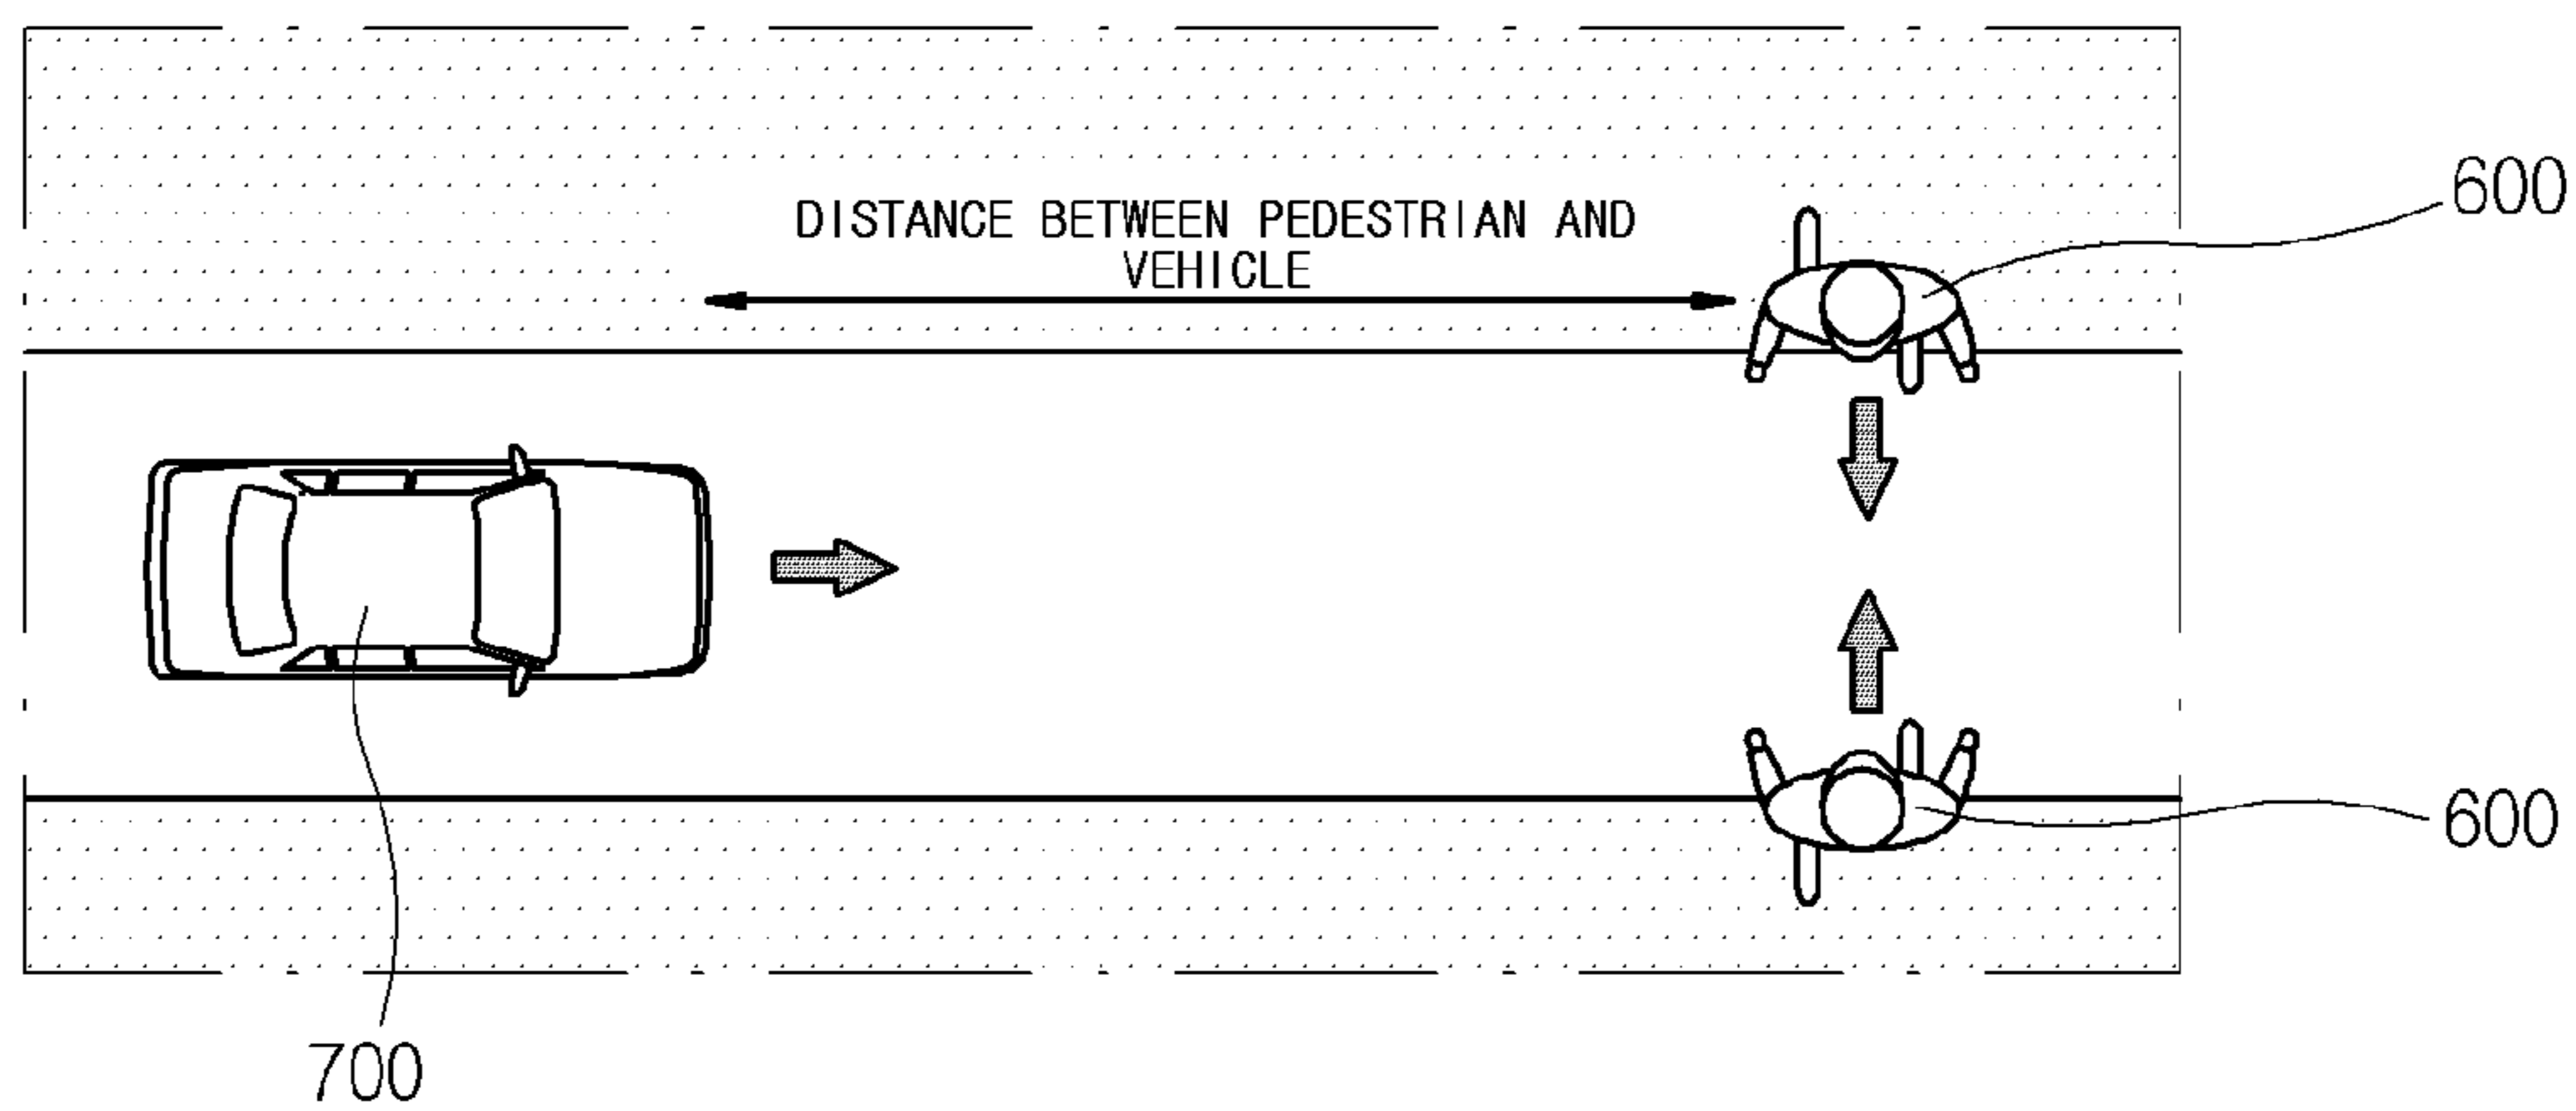 600
DISTANCE BETWEEN PEDESTRIAN AND
VEHICLE
600
700